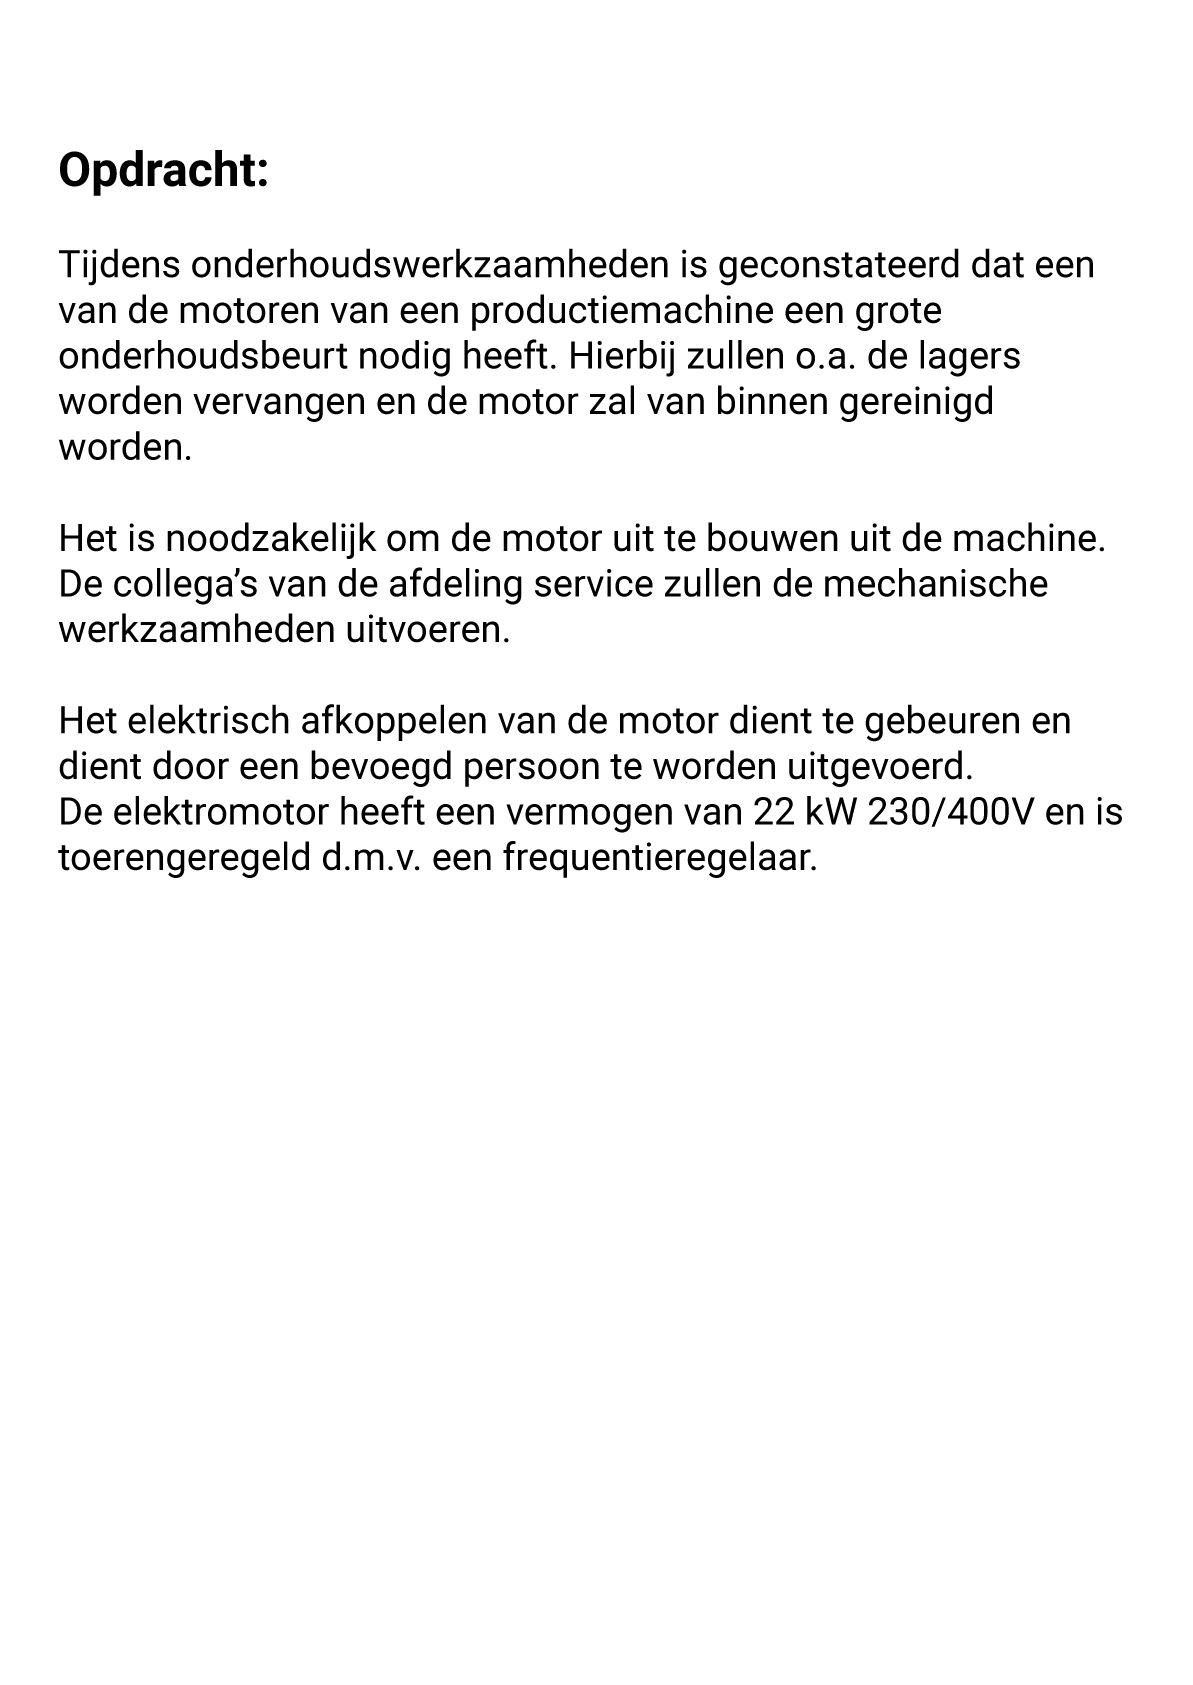 Opdracht:
Tijdens onderhoudswerkzaamheden is geconstateerd dat een
van de motoren van een productiemachine een grote
onderhoudsbeurt nodig heeft. Hierbij zullen o.a. de lagers
worden vervangen en de motor zal van binnen gereinigd
worden.
Het is noodzakelijk om de motor uit te bouwen uit de machine.
De collega’s van de afdeling service zullen de mechanische
werkzaamheden uitvoeren.
Het elektrisch afkoppelen van de motor dient te gebeuren en
dient door een bevoegd persoon te worden uitgevoerd.
De elektromotor heeft een vermogen van 22 kW 230/400V en is
toerengeregeld d.m.v. een frequentieregelaar.